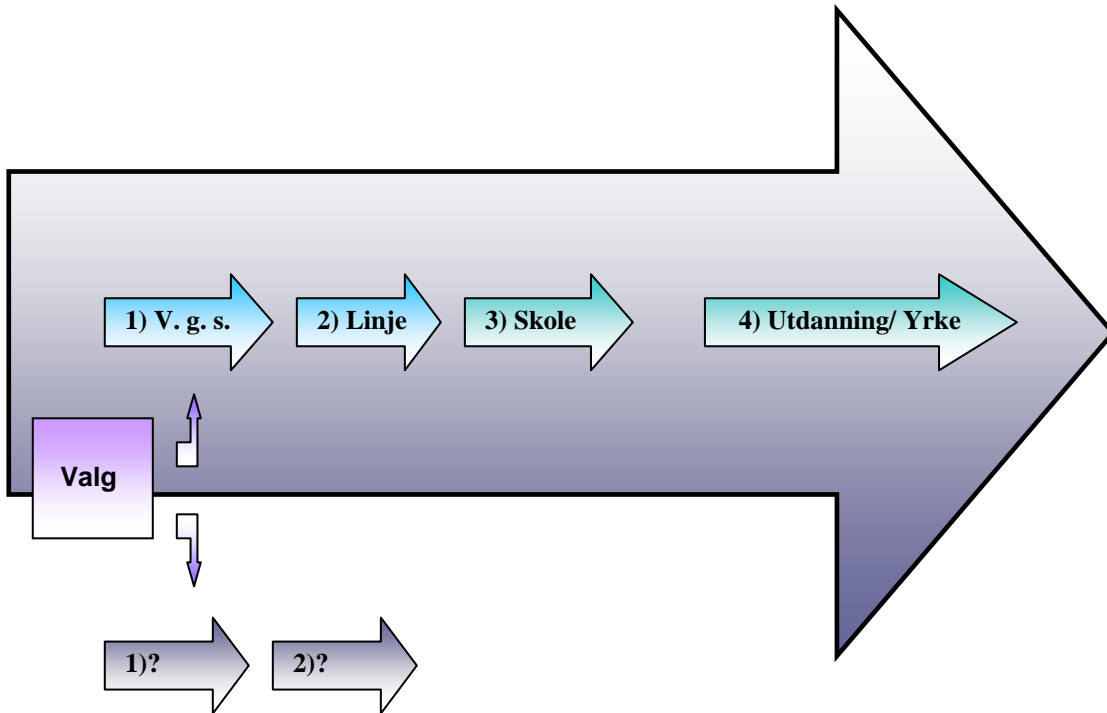 1) V. g. s.
2) Linje
3) Skole
4) Utdanning/ Yrke
Valg
1)?
2)?